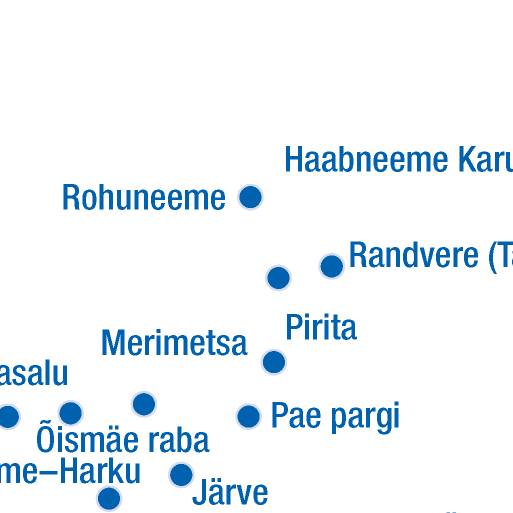 Haabneeme Karu
Rohuneeme
Randvere (Ta
Pirita
Merimetsa
asalu
Pae pargi
Õismäe raba
me–Harku
Järve